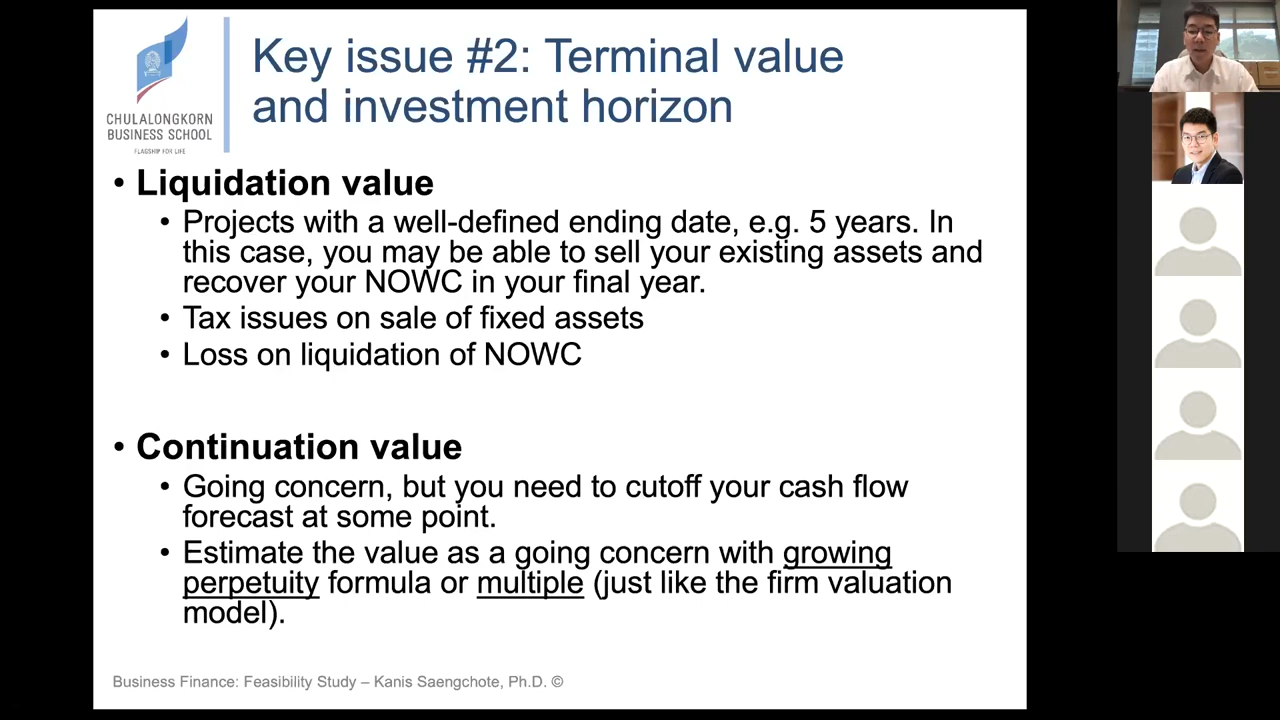 CHULALONGKORN
BUSINESS SCHOOL
FLAGSHIP FOR LIFE
Key issue #2: Terminal value
and investment horizon
• Liquidation value
• Projects with a well-defined ending date, e.g. 5 years. In
this case, you may be able to sell your existing assets and
recover your NOWC in your final year.
• Tax issues on sale of fixed assets
• Loss on liquidation of NOWC
• Continuation value
• Going concern, but you need to cutoff your cash flow
forecast at some point.
• Estimate the value as a going concern with growing
perpetuity formula or multiple (just like the firm valuation
model).
Business Finance: Feasibility Study – Kanis Saengchote, Ph.D. ©